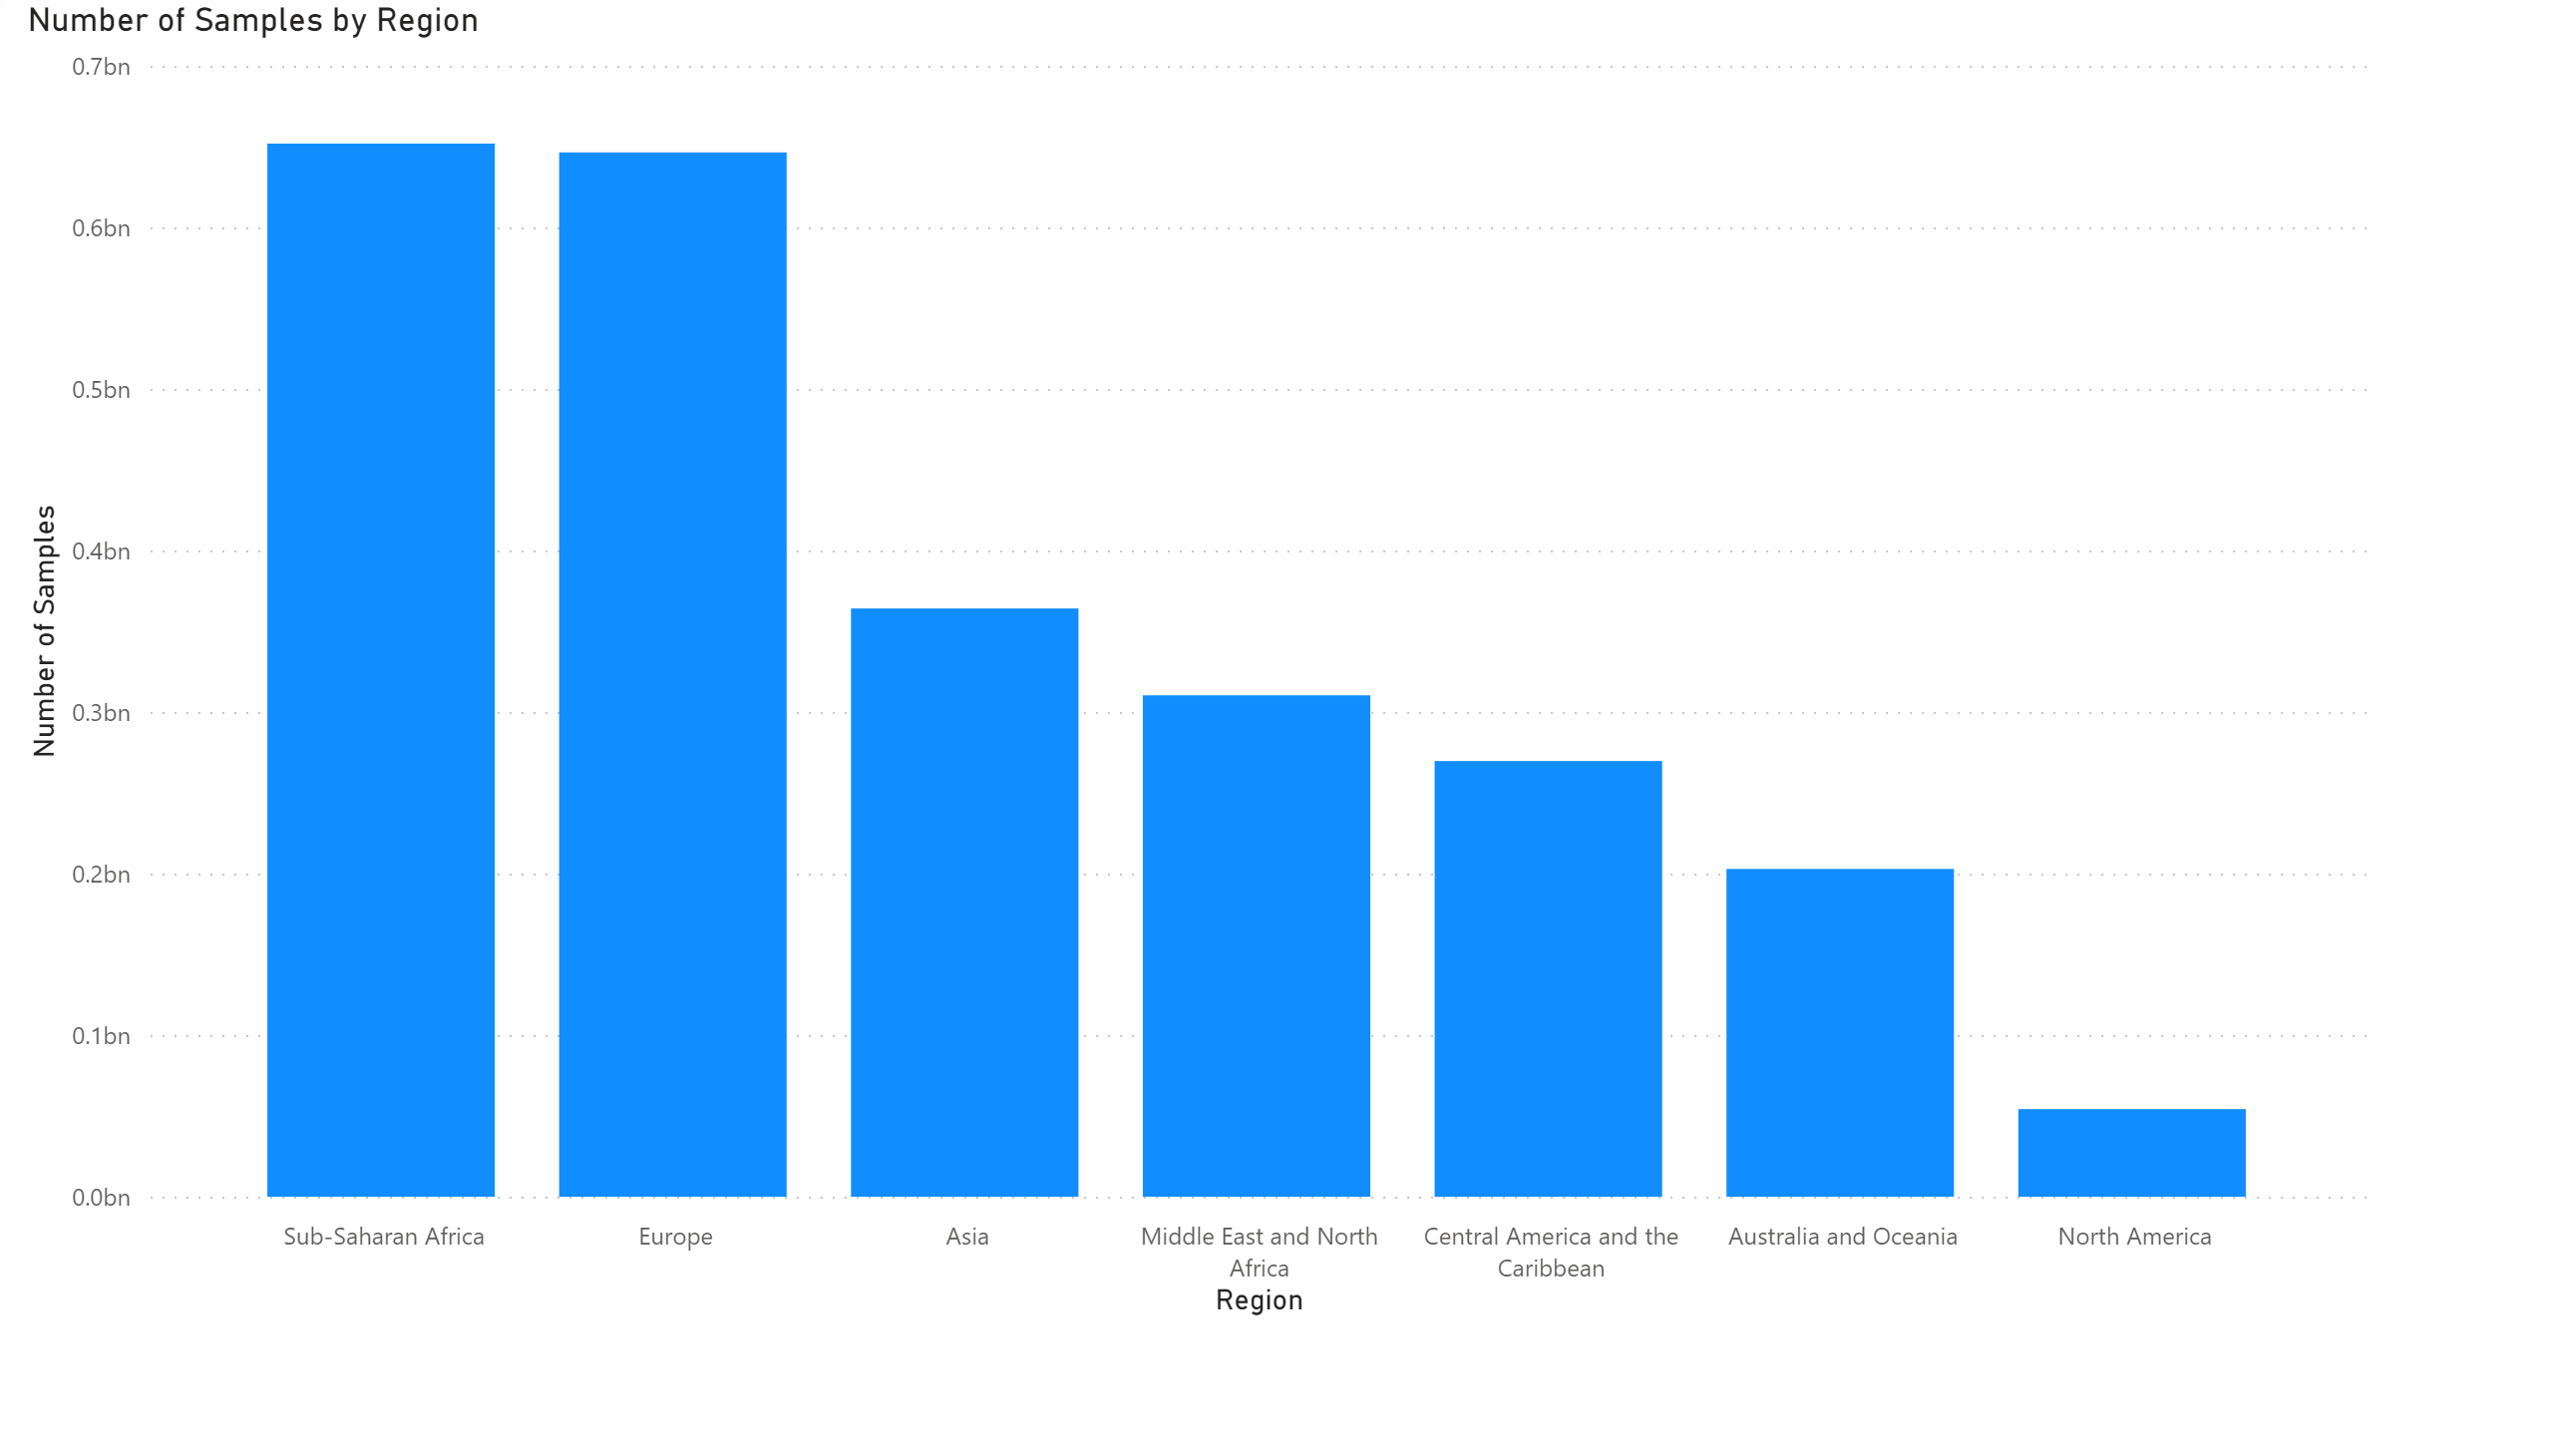 Number of Samples by Region
0.7bn
0.6bn
0.5bn
0.4bn
0.3bn
0.2bn
0.1bn
0.0bn
Number of Samples
Sub-Saharan Africa
Europe
Asia
Middle East and North
Africa
Central America and the
Caribbean
Australia and Oceania
North America
Region